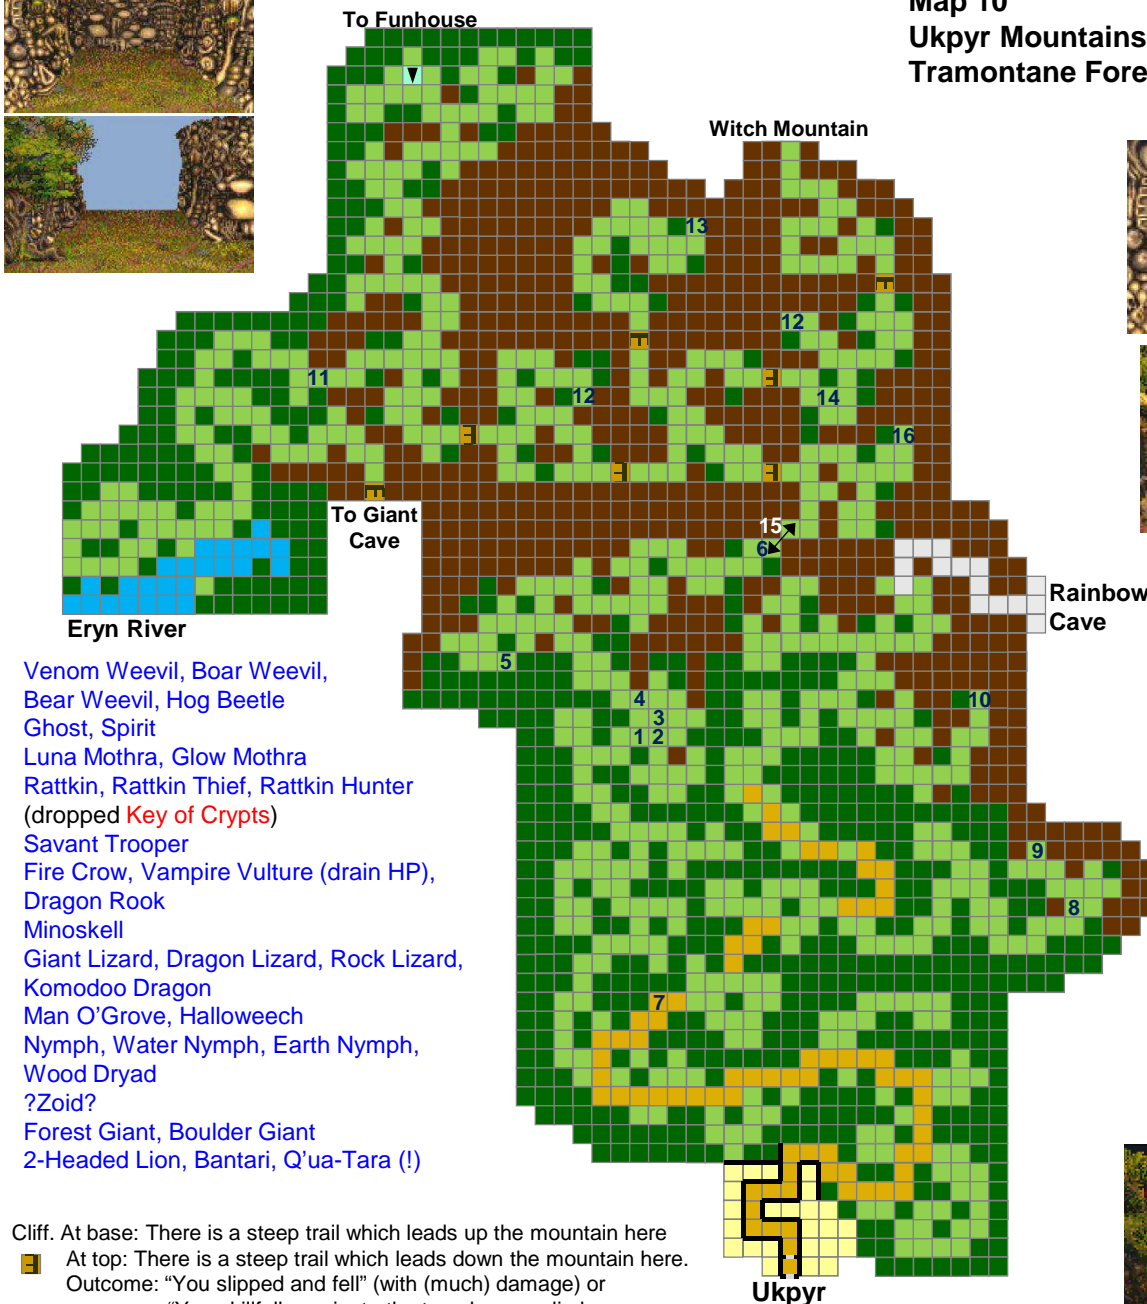 Map 10
Ukpyr Mountains
Tramontane Fore
To Funhouse
Witch Mountain
13
12
11
12
14
16
To Giant
Cave
15
6
Rainbow
Cave
Eryn River
5
4
10
3
1 2
9
8
7
Venom Weevil, Boar Weevil,
Bear Weevil, Hog Beetle
Ghost, Spirit
Luna Mothra, Glow Mothra
Rattkin, Rattkin Thief, Rattkin Hunter
(dropped Key of Crypts)
Savant Trooper
Fire Crow, Vampire Vulture (drain HP),
Dragon Rook
Minoskell
Giant Lizard, Dragon Lizard, Rock Lizard,
Komodoo Dragon
Man O’Grove, Halloweech
Nymph, Water Nymph, Earth Nymph,
Wood Dryad
?Zoid?
Forest Giant, Boulder Giant
2-Headed Lion, Bantari, Q’ua-Tara (!)
Cliff. At base: There is a steep trail which leads up the mountain here
At top: There is a steep trail which leads down the mountain here.
Outcome: “You slipped and fell” (with (much) damage) or
Ukpyr